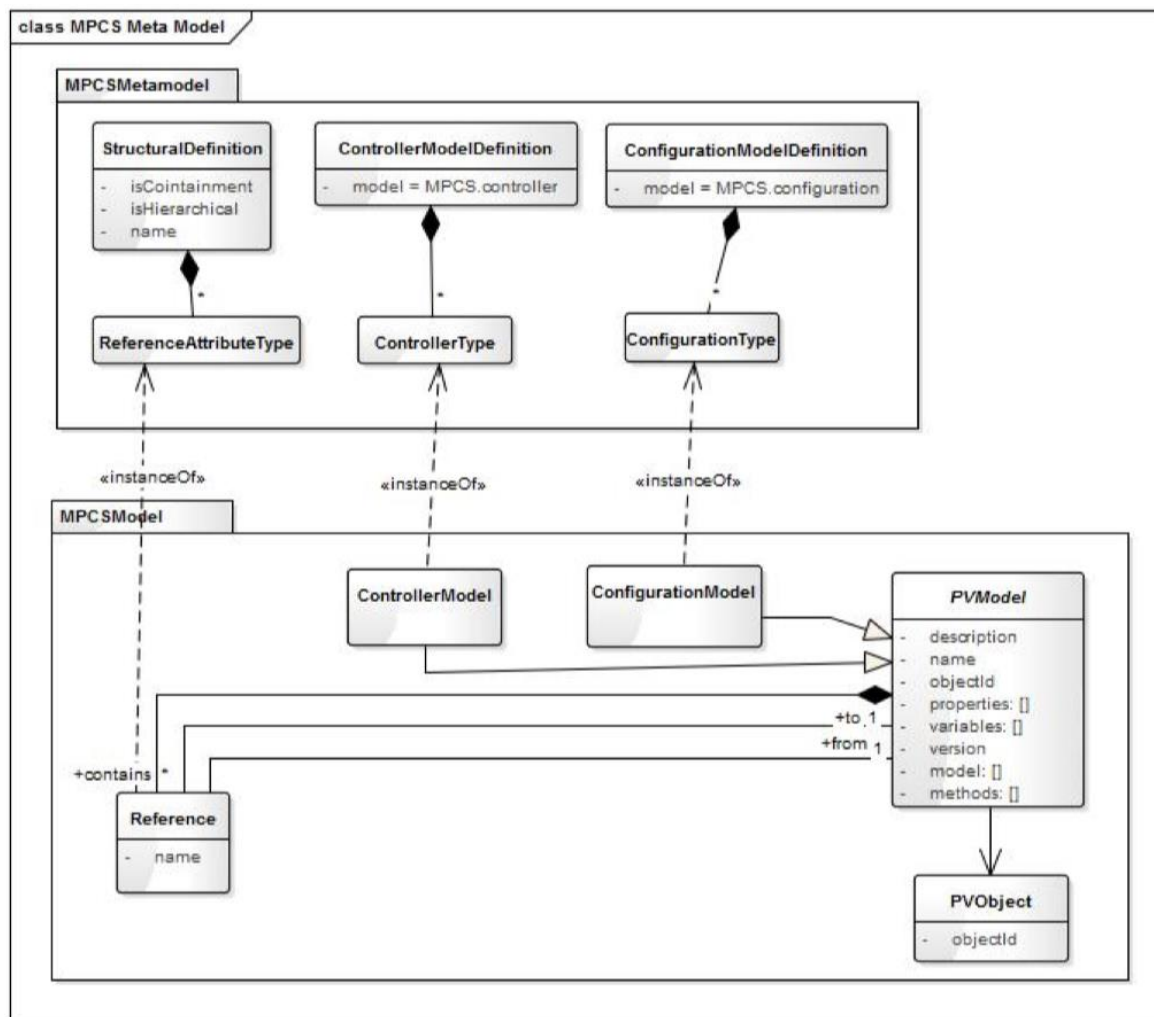 class MPCS Meta Model
MPCSMetamodel
StructuralDefinition
- isCointainment
- isHierarchical
- name
ControllerModelDefinition
- model = MPCS.controller
ConfigurationModelDefinition
- model = MPCS.configuration
*
*
*
ReferenceAttributeType
ControllerType
ConfigurationType
«instanceOf»
«instanceOf»
«instanceOf»
MPCSModel
ControllerModel
ConfigurationModel
PVModel
- description
- name
- objectId
- properties: []
- variables: []
- version
- model: []
- methods: []
+to 1
+from 1
+contains *
Reference
- name
PVObject
- objectId